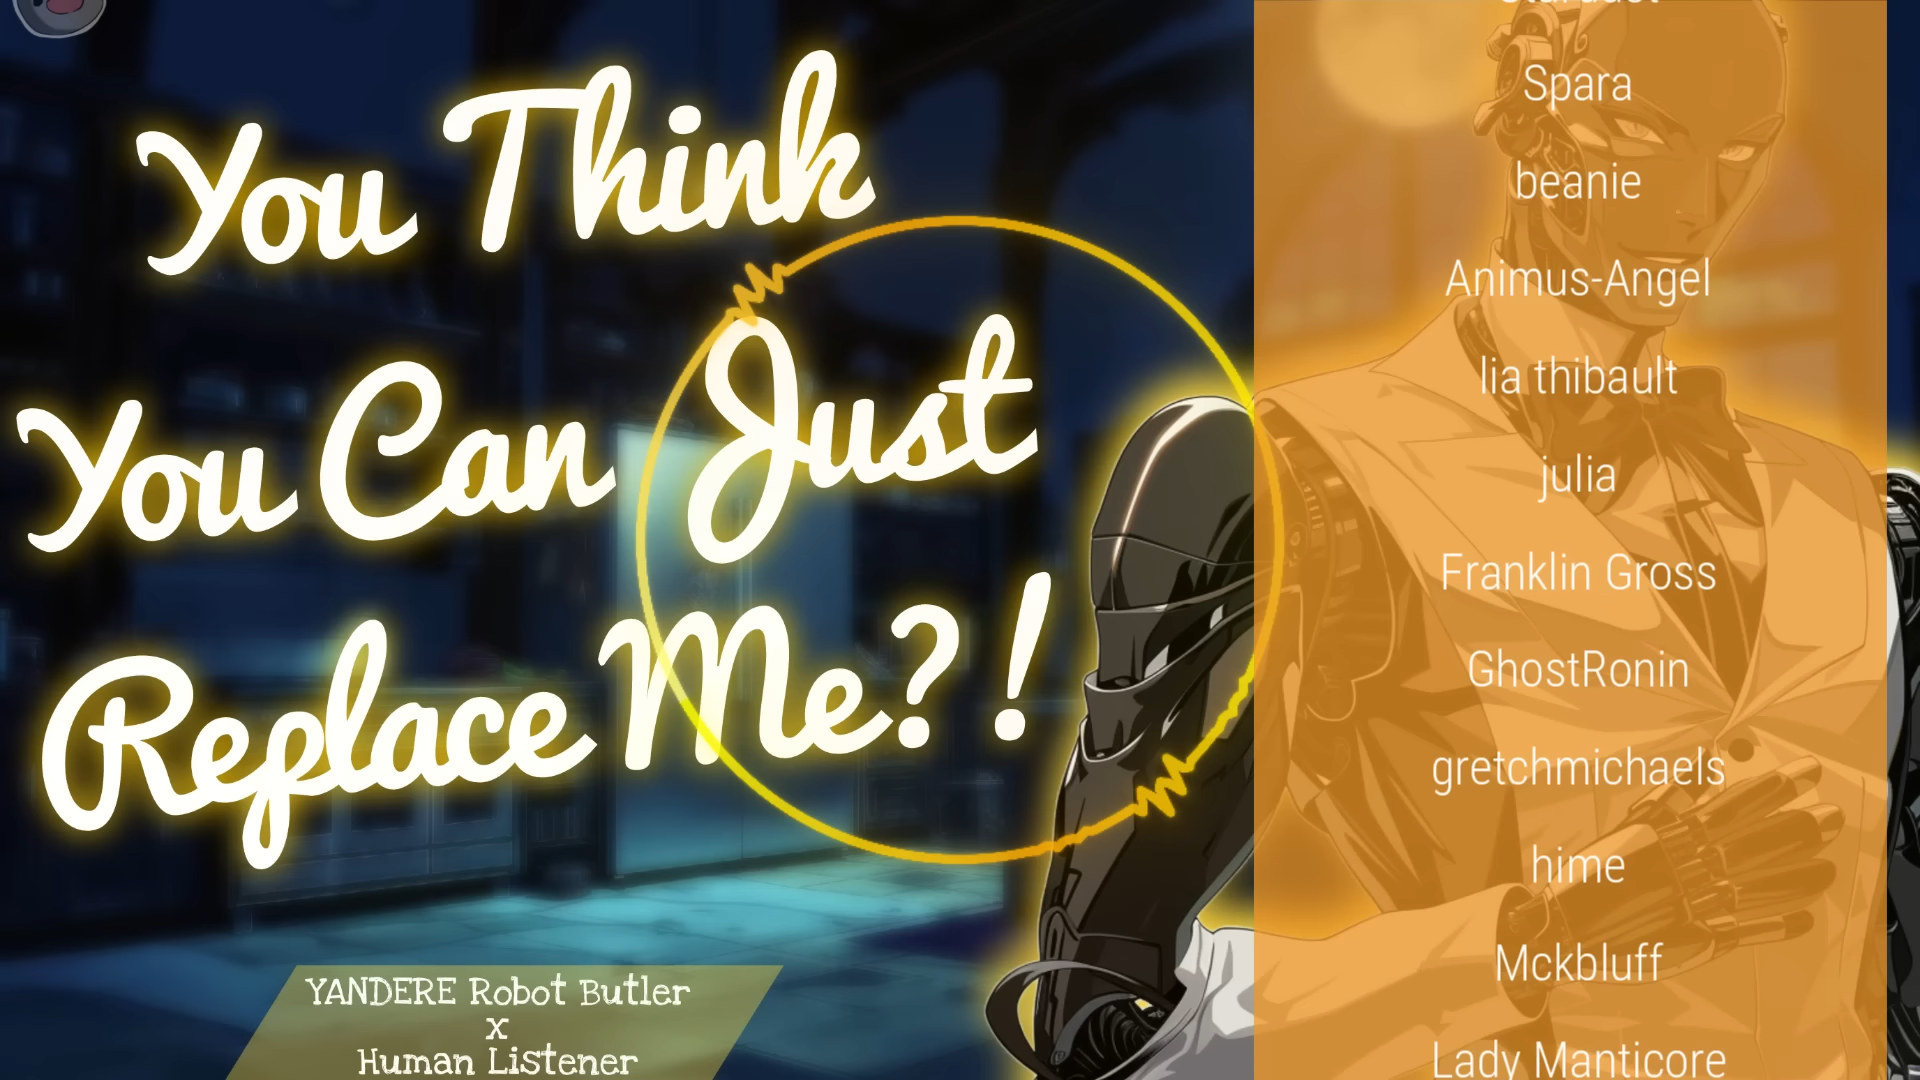 You Think
You Can Just
Replace Me?!
YANDERE Robot Butler
x
Human Listener
Spara
beanie
Animus-Angel
lia thibault
julia
Franklin Gross
GhostRonin
gretchmichaels
hime
Mckbluff
Lady Manticore